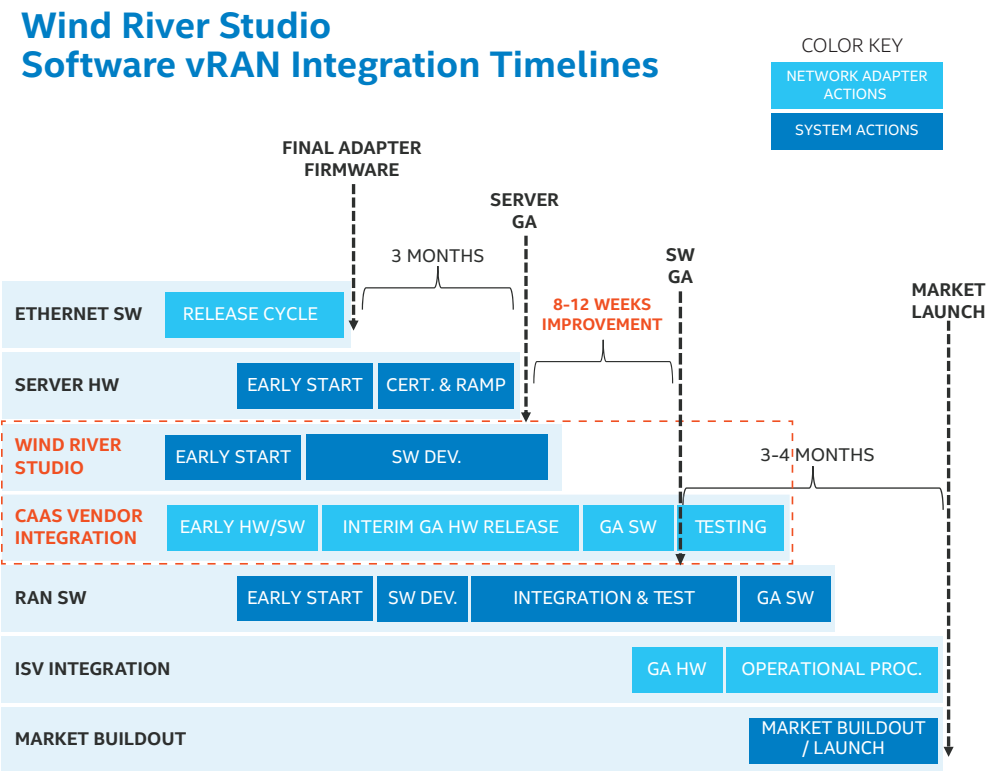 Wind River Studio
Software vRAN Integration Timelines
COLOR KEY
NETWORK ADAPTER
ACTIONS
SYSTEM ACTIONS
FINAL ADAPTER
FIRMWARE
SERVER
GA
3 MONTHS
SW
GA
8-12 WEEKS
IMPROVEMENT
MARKET
LAUNCH
ETHERNET SW
RELEASE CYCLE
SERVER HW
EARLY START
CERT. & RAMP
WIND RIVER
STUDIO
EARLY START
SW DEV.
3-4 MONTHS
CAAS VENDOR
INTEGRATION
EARLY HW/SW
INTERIM GA HW RELEASE
GA SW
TESTING
RAN SW
EARLY START
SW DEV.
INTEGRATION & TEST
GA SW
ISV INTEGRATION
GA HW
OPERATIONAL PROC.
MARKET BUILDOUT
MARKET BUILDOUT
/ LAUNCH